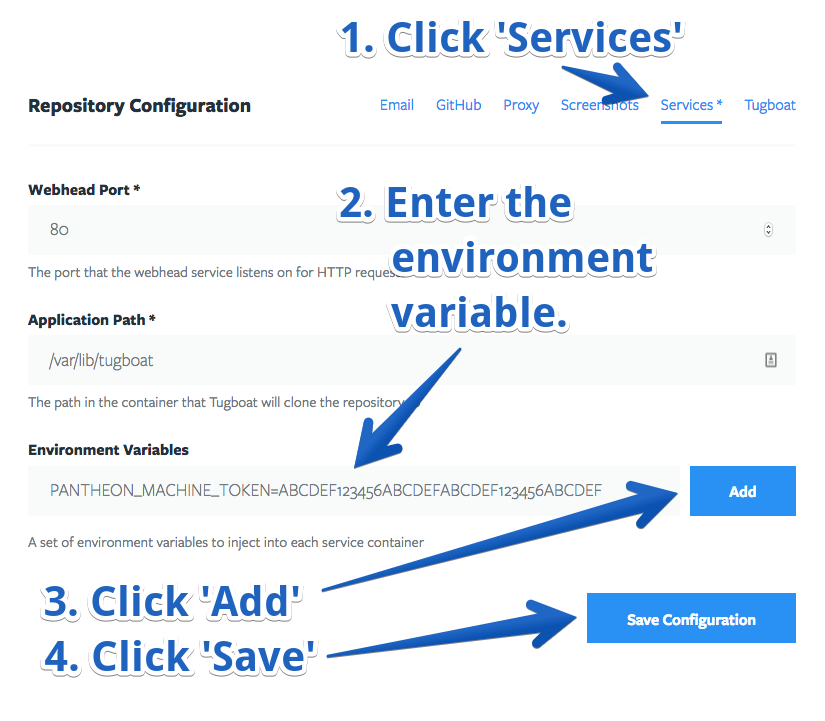 1. Click 'Services'
Repository Configuration
Email GitHub Proxy Screenshots Services * Tugboat
Webhead Port *
2. Enter the
80
environment
The port that the webhead service listens on for HTTP
variable.
Application Path *
/var/lib/tugboat
The path in the container that Tugboat will clone the repository
Environment Variables
PANTHEON_MACHINE_TOKEN=ABCDEF123456ABCDEFABCDEF123456ABCDEF
Add
A set of environment variables to inject into each service container
3. Click 'Add'
Save Configuration
4. Click 'Save'